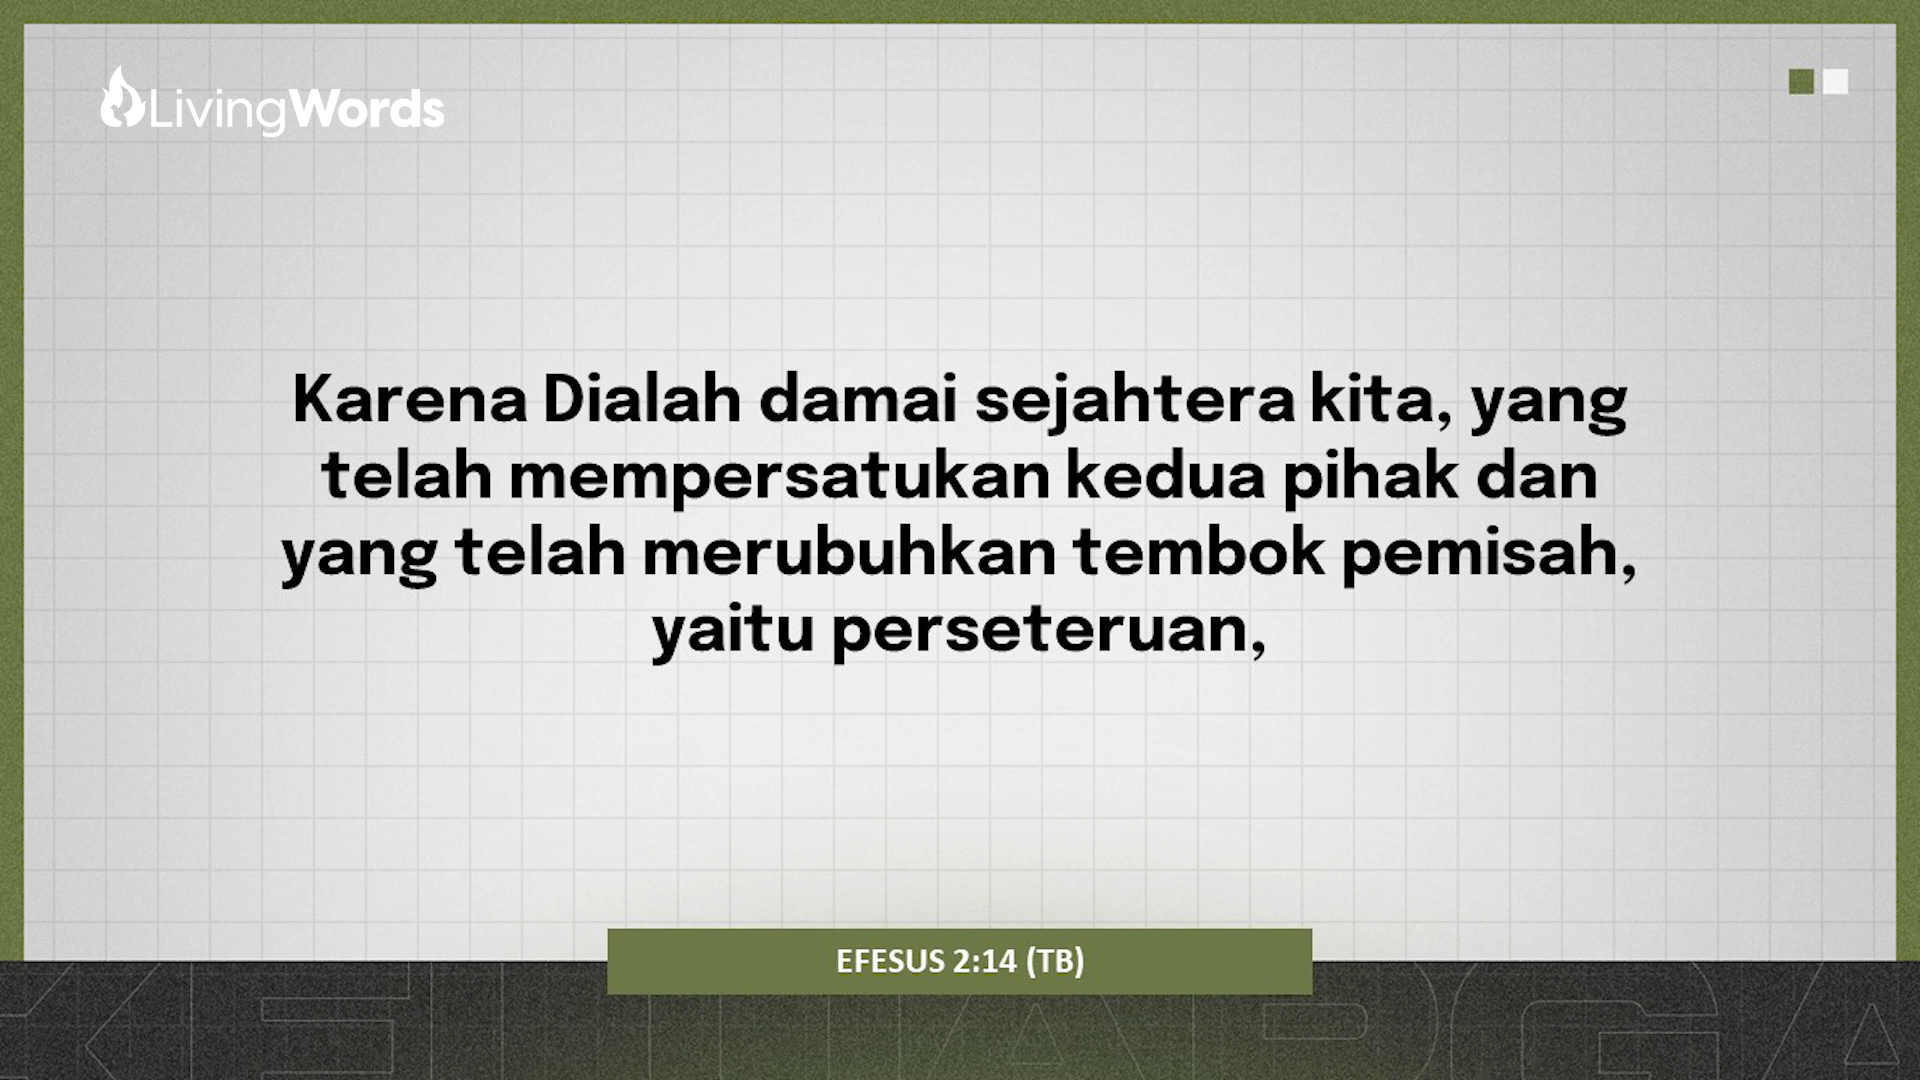 LivingWords
Karena Dialah damai sejahtera kita, yang
telah mempersatukan kedua pihak dan
yang telah merubuhkan tembok pemisah,
yaitu perseteruan,
EFESUS 2:14 (TB)